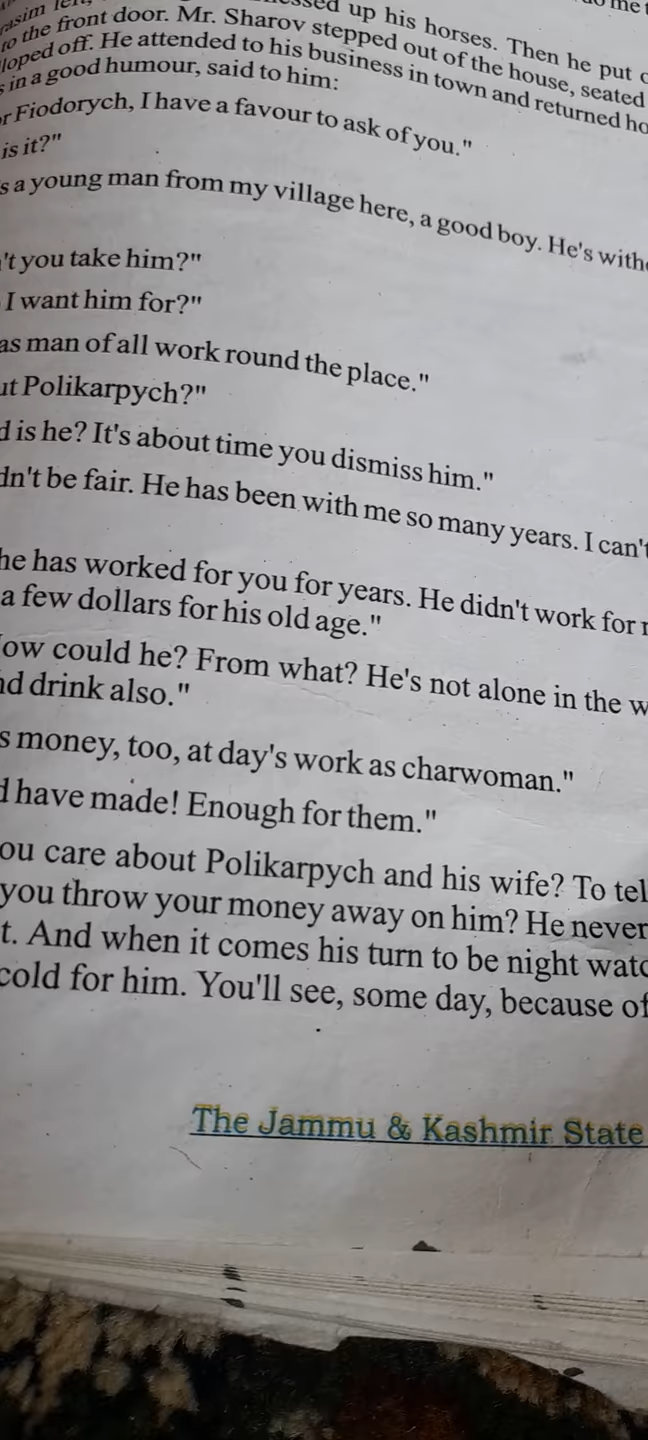 essed up his horses. Then he put
to the front door. Mr. Sharov stepped out of the house, seated
loped off. He attended to his business in town and returned ho
s in a good humour, said to him:
r Fiodorych, I have a favour to ask of you."
is it?"
s a young man from my village here, a good boy. He's with
't you take him?"
I want him for?"
as man of all work round the place."
ut Polikarpych?"
d is he? It's about time you dismiss him."
dn't be fair. He has been with me so many years. I can't
he has worked for you for years. He didn't work for
a few dollars for his old age."
ow could he? From what? He's not alone in the w
nd drink also."
s money, too, at day's work as charwoman."
d have made! Enough for them."
ou care about Polikarpych and his wife? To tel
you throw your money away on him? He never
t. And when it comes his turn to be night watc
cold for him. You'll see, some day, because of
The Jammu & Kashmir State